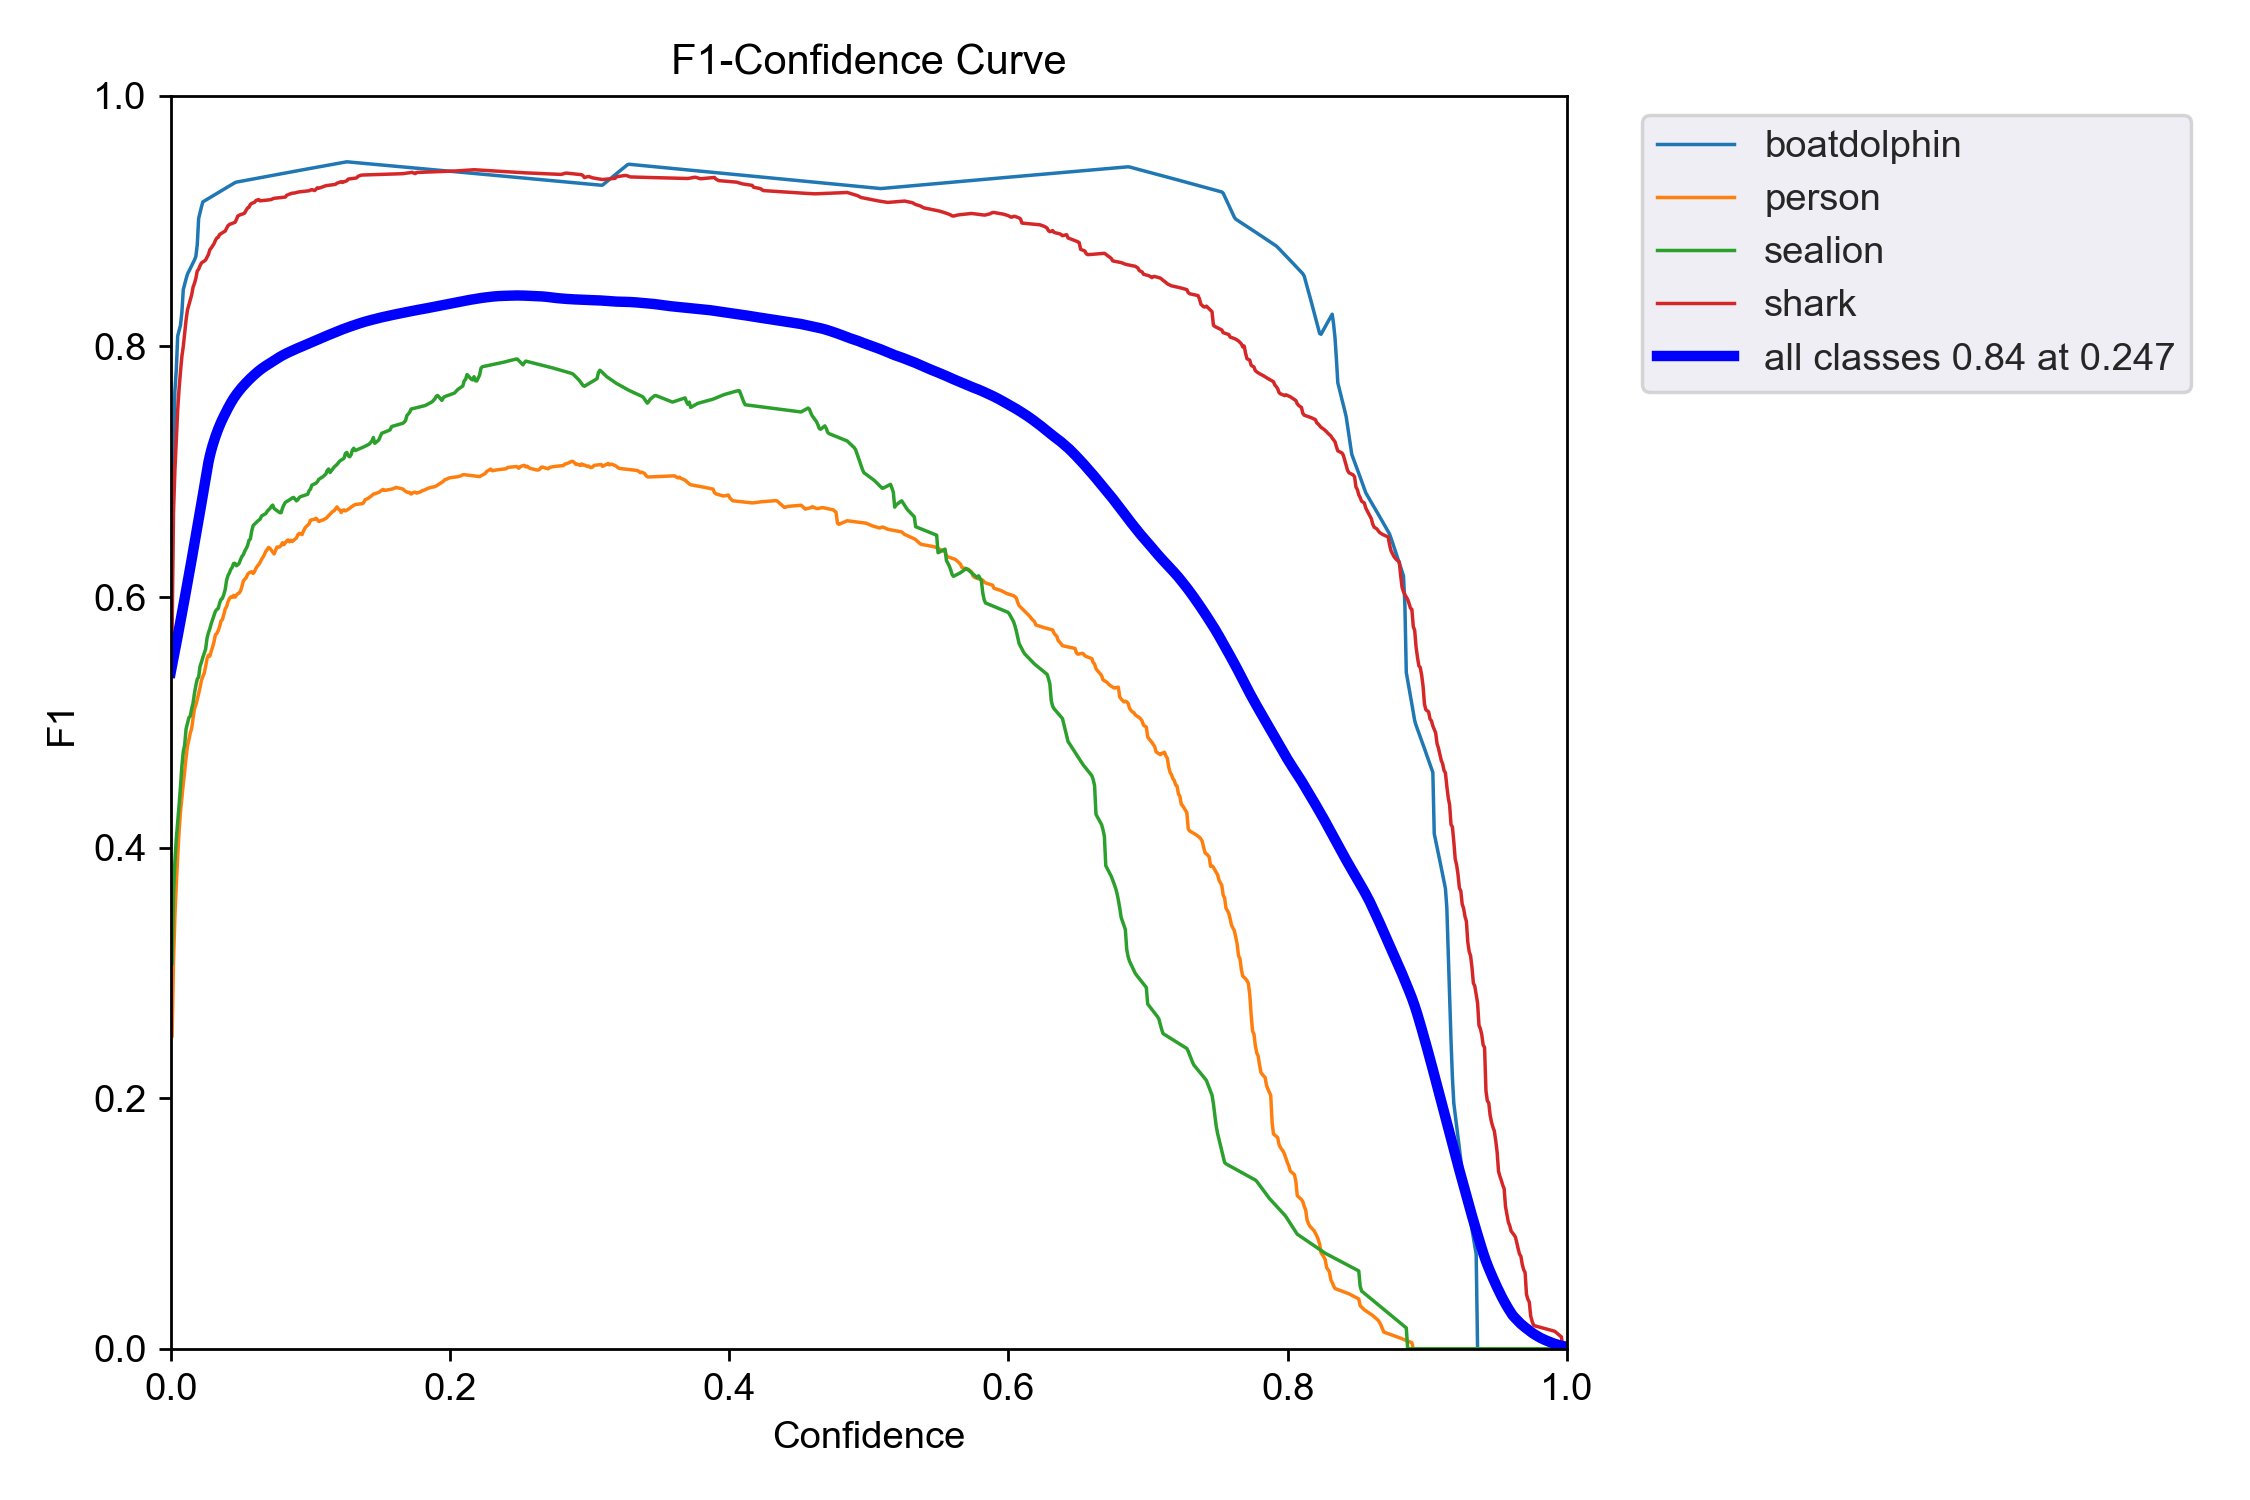 F1-Confidence Curve
1.0
0.8
0.6
0.4
0.2
0.0
F1
0.0 0.2 0.4 0.6 0.8 1.0
Confidence
boatdolphin
person
sealion
shark
all classes 0.84 at 0.247